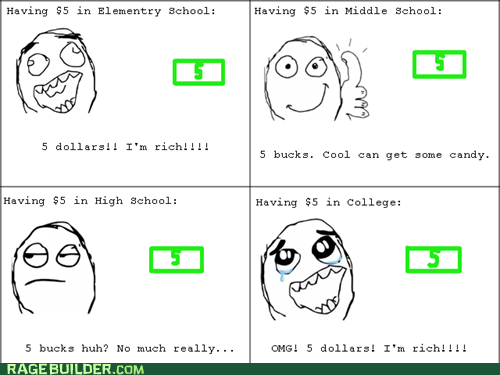 Having $5 in Elementry School:
5
5 dollars!! I'm rich!!!!
Having $5 in Middle School:
5
5 bucks. Cool can get some candy.
Having $5 in High School:
5
5 bucks huh? No much really...
Having $5 in College:
5
OMG! 5 dollars! I'm rich!!!!
RAGEBUILDER.COM